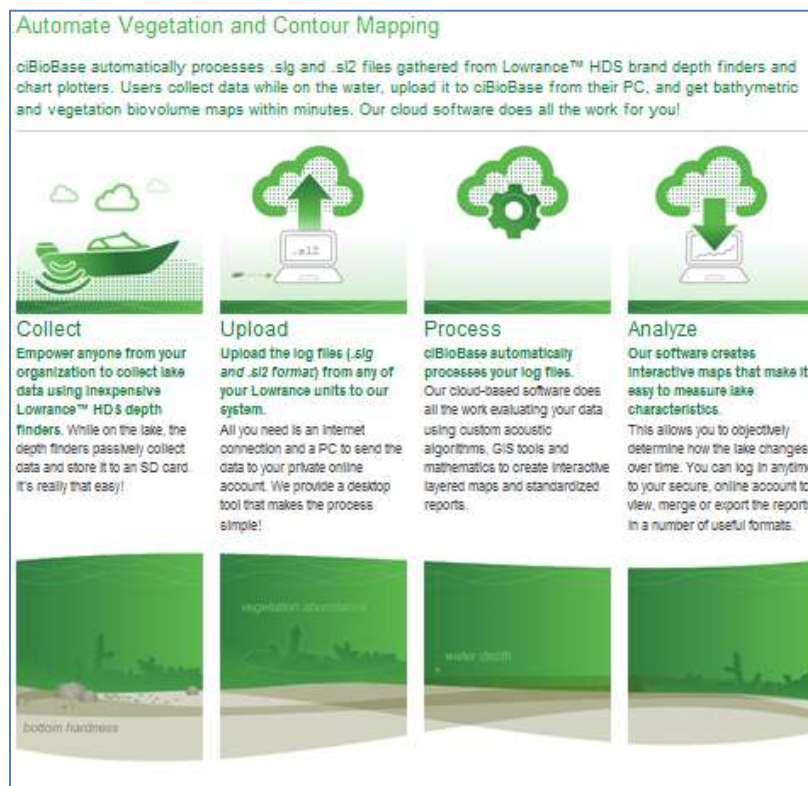 Automate Vegetation and Contour Mapping
ciBioBase automatically processes .slg and .sl2 files gathered from Lowrance™ HDS brand depth finders and
chart plotters. Users collect data while on the water, upload it to ciBioBase from their PC, and get bathymetric
and vegetation biovolume maps within minutes. Our cloud software does all the work for you!
.sl2
Collect
Empower anyone from your
organization to collect lake
data using inexpensive
Lowrance™ HDS depth
finders. While on the lake, the
depth finders passively collect
data and store it to an SD card.
It's really that easy!
Upload
Upload the log files (.slg
and .sl2 format) from any of
your Lowrance units to our
system.
All you need is an Internet
connection and a PC to send the
data to your private online
account. We provide a desktop
tool that makes the process
simple!
Process
ciBioBase automatically
processes your log files.
Our cloud-based software does
all the work evaluating your data
using custom acoustic
algorithms, GIS tools and
mathematics to create interactive
layered maps and standardized
reports.
Analyze
Our software creates
interactive maps that make it
easy to measure lake
characteristics.
This allows you to objectively
determine how the lake changes
over time. You can log in anytime
to your secure, online account to
view, merge or export the reports
in a number of useful formats.
vegetation abundance
water depth
bottom hardness